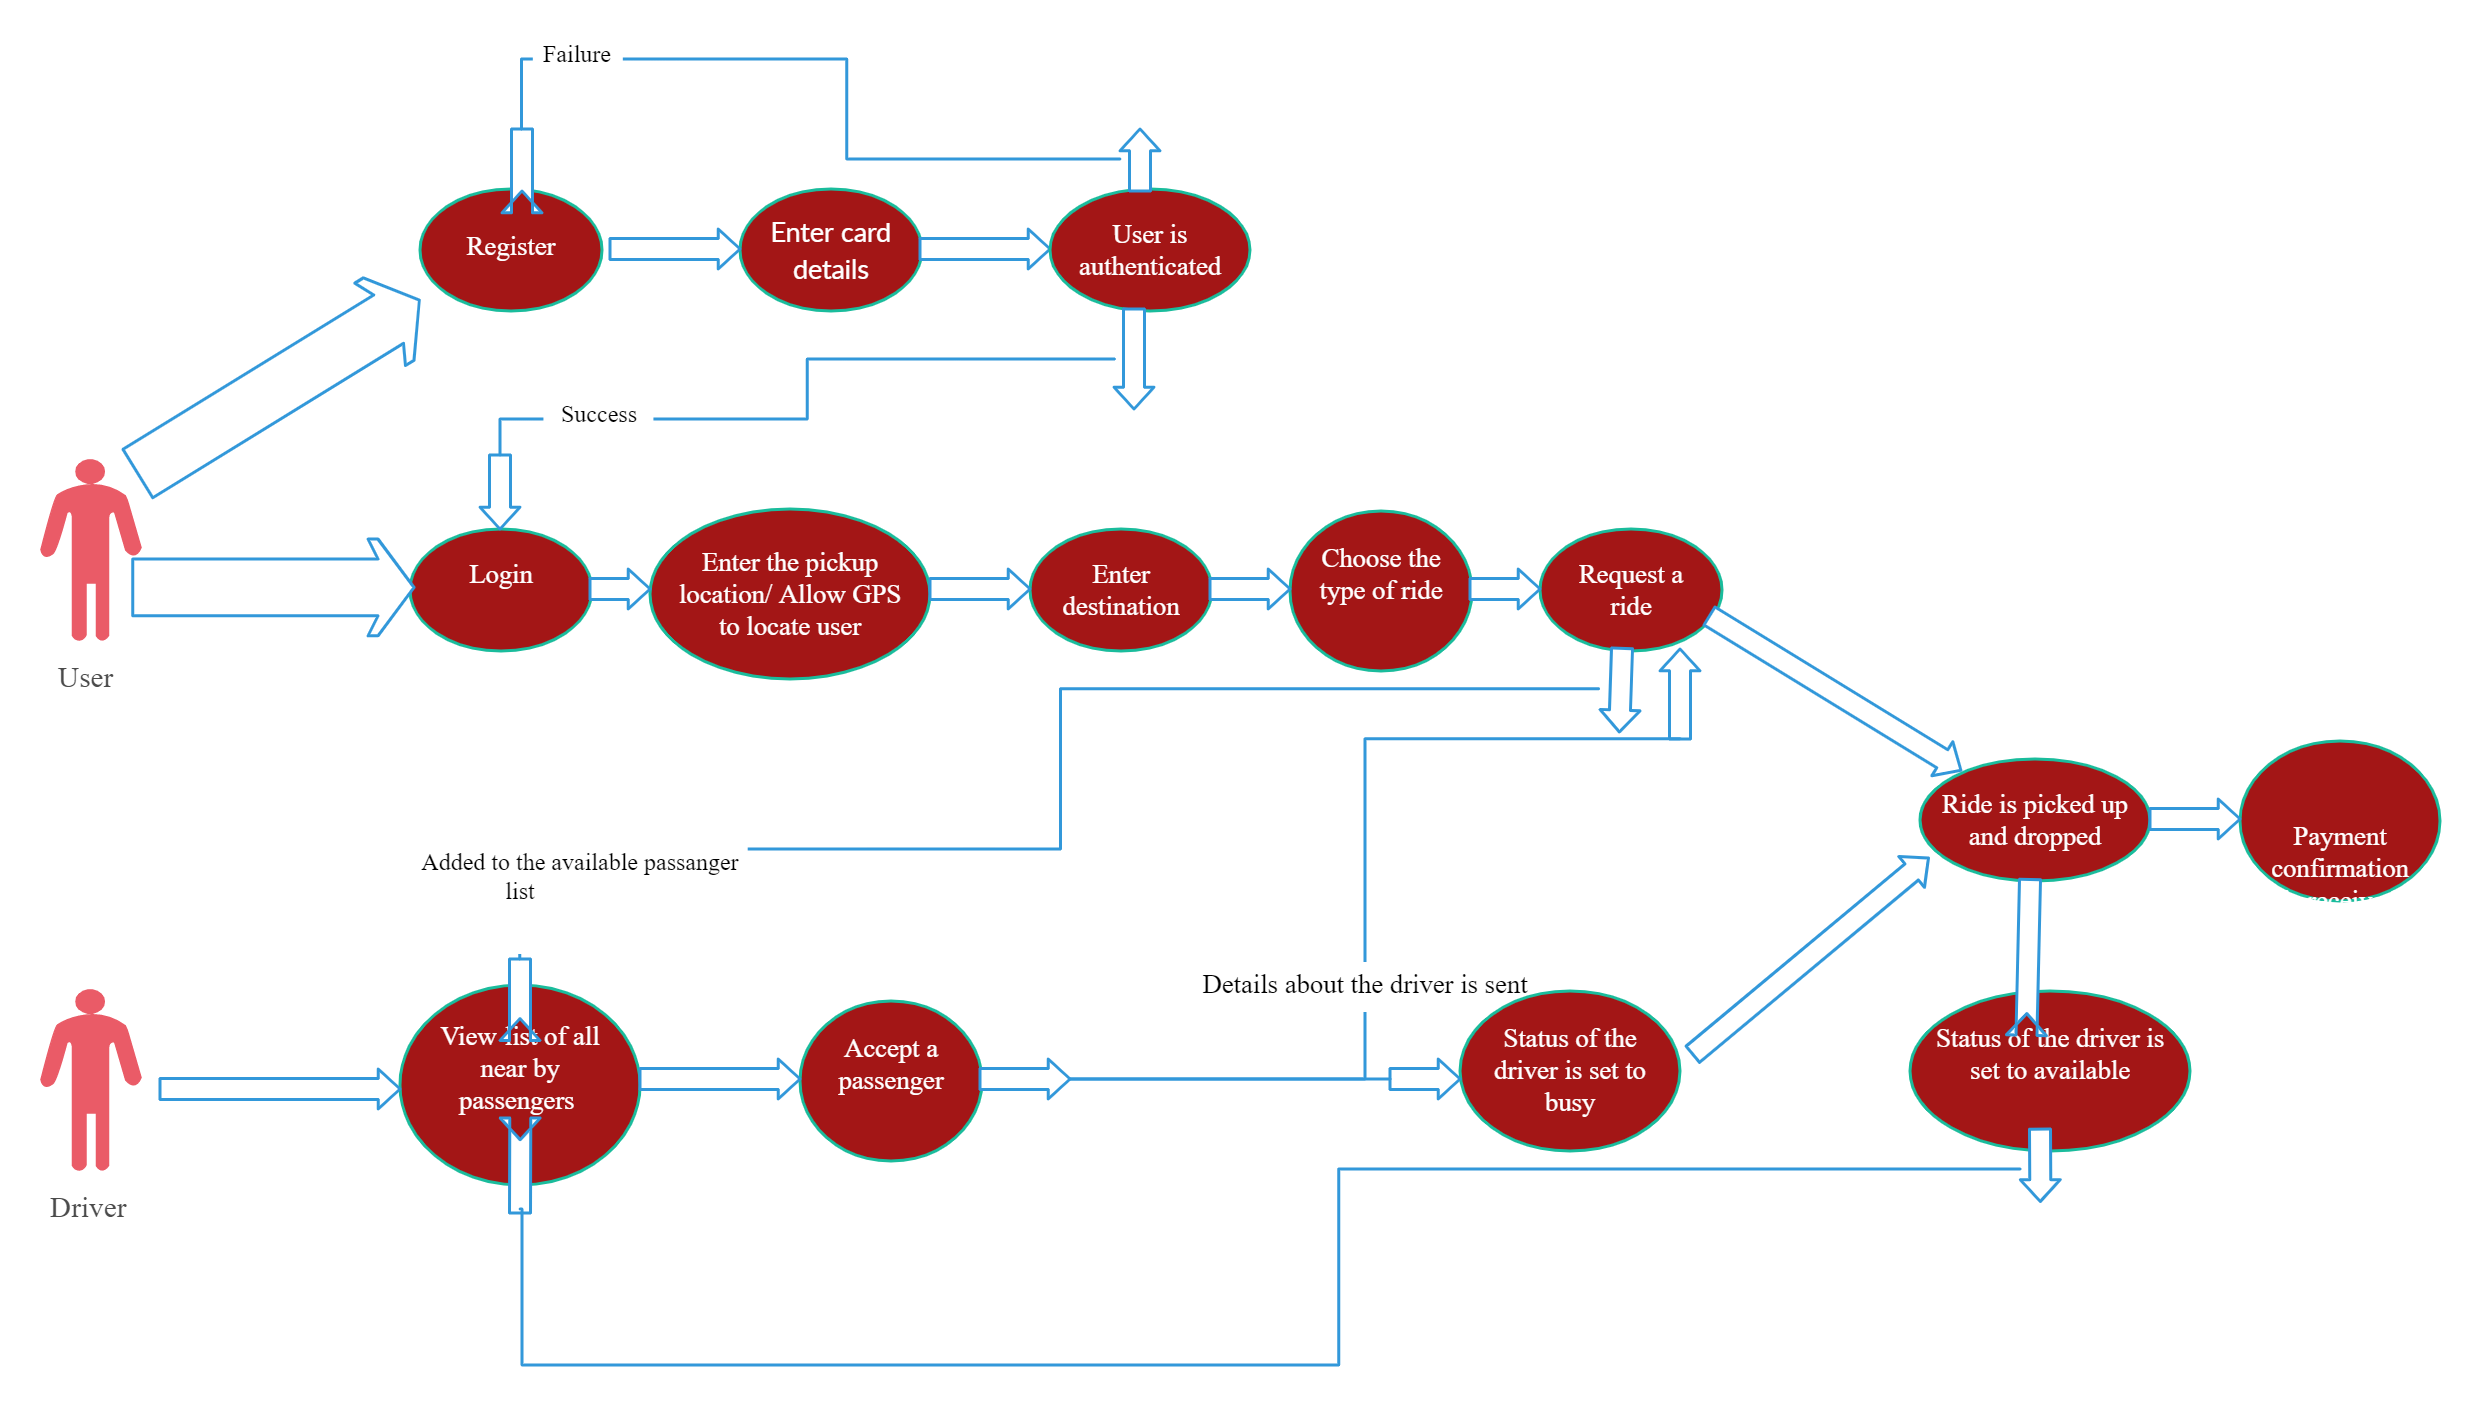 Failure
Register
Enter card
details
User is
authenticated
Success
Login
Enter the pickup
location/ Allow GPS
to locate user
Enter
destination
Choose the
type of ride
Request a
ride
User
Ride is picked up
and dropped
Payment
confirmation
Added to the available passanger
list
Details about the driver is sent
View list of all
near by
passengers
Accept a
passenger
Status of the
driver is set to
busy
Status of the driver is
set to available
Driver